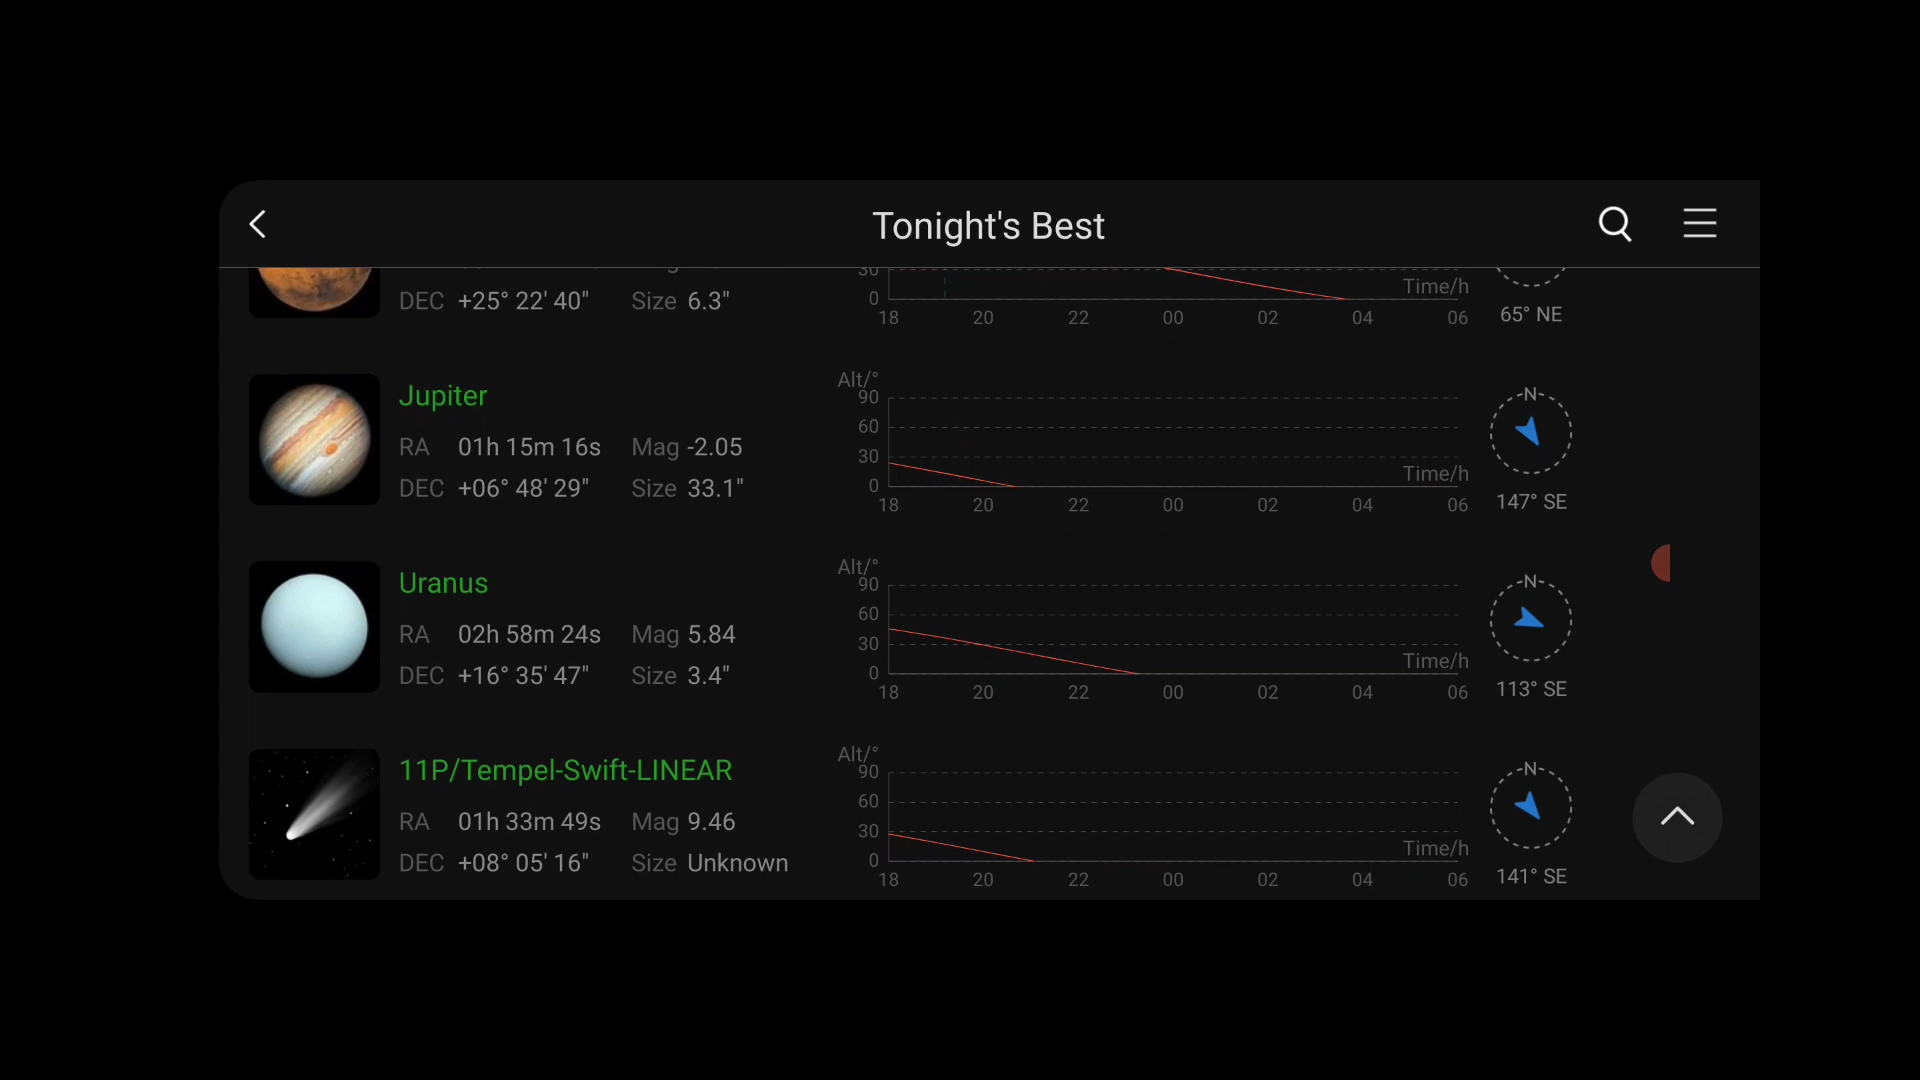 Tonight's Best
30
DEC +25° 22' 40" Size 6.3"
0
Time/h
18 20 22 00 02 04 06
65° NE
Jupiter
RA 01h 15m 16s Mag -2.05
DEC +06° 48' 29" Size 33.1"
Alt/°
90
60
30
0
Time/h
18 20 22 00 02 04 06
N
147° SE
Uranus
RA 02h 58m 24s Mag 5.84
DEC +16° 35' 47" Size 3.4"
Alt/°
90
60
30
0
Time/h
18 20 22 00 02 04 06
N
113° SE
11P/Tempel-Swift-LINEAR
RA 01h 33m 49s Mag 9.46
DEC +08° 05' 16" Size Unknown
Alt/°
90
60
30
0
Time/h
18 20 22 00 02 04 06
N
141° SE